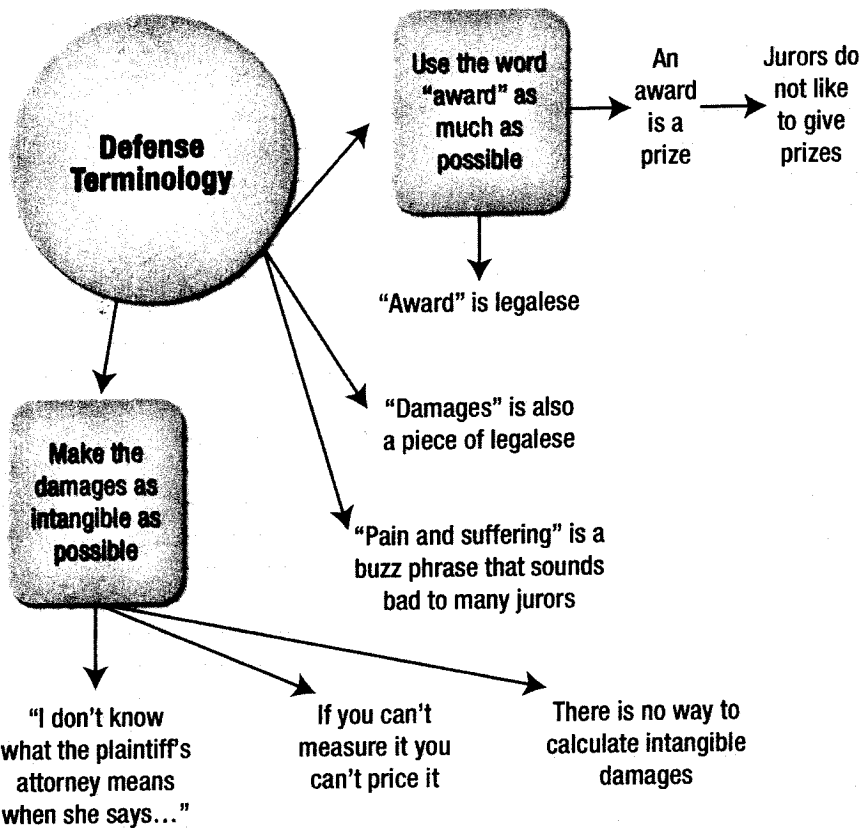 Defense
Terminology
Use the word
“award” as
much as
possible
An
award
is a
prize
Jurors do
not like
to give
prizes
“Award” is legalese
“Damages” is also
a piece of legalese
“Pain and suffering” is a
buzz phrase that sounds
bad to many jurors
Make the
damages as
intangible as
possible
“I don't know
what the plaintiff's
attorney means
when she says...”
If you can't
measure it you
can't price it
There is no way to
calculate intangible
damages